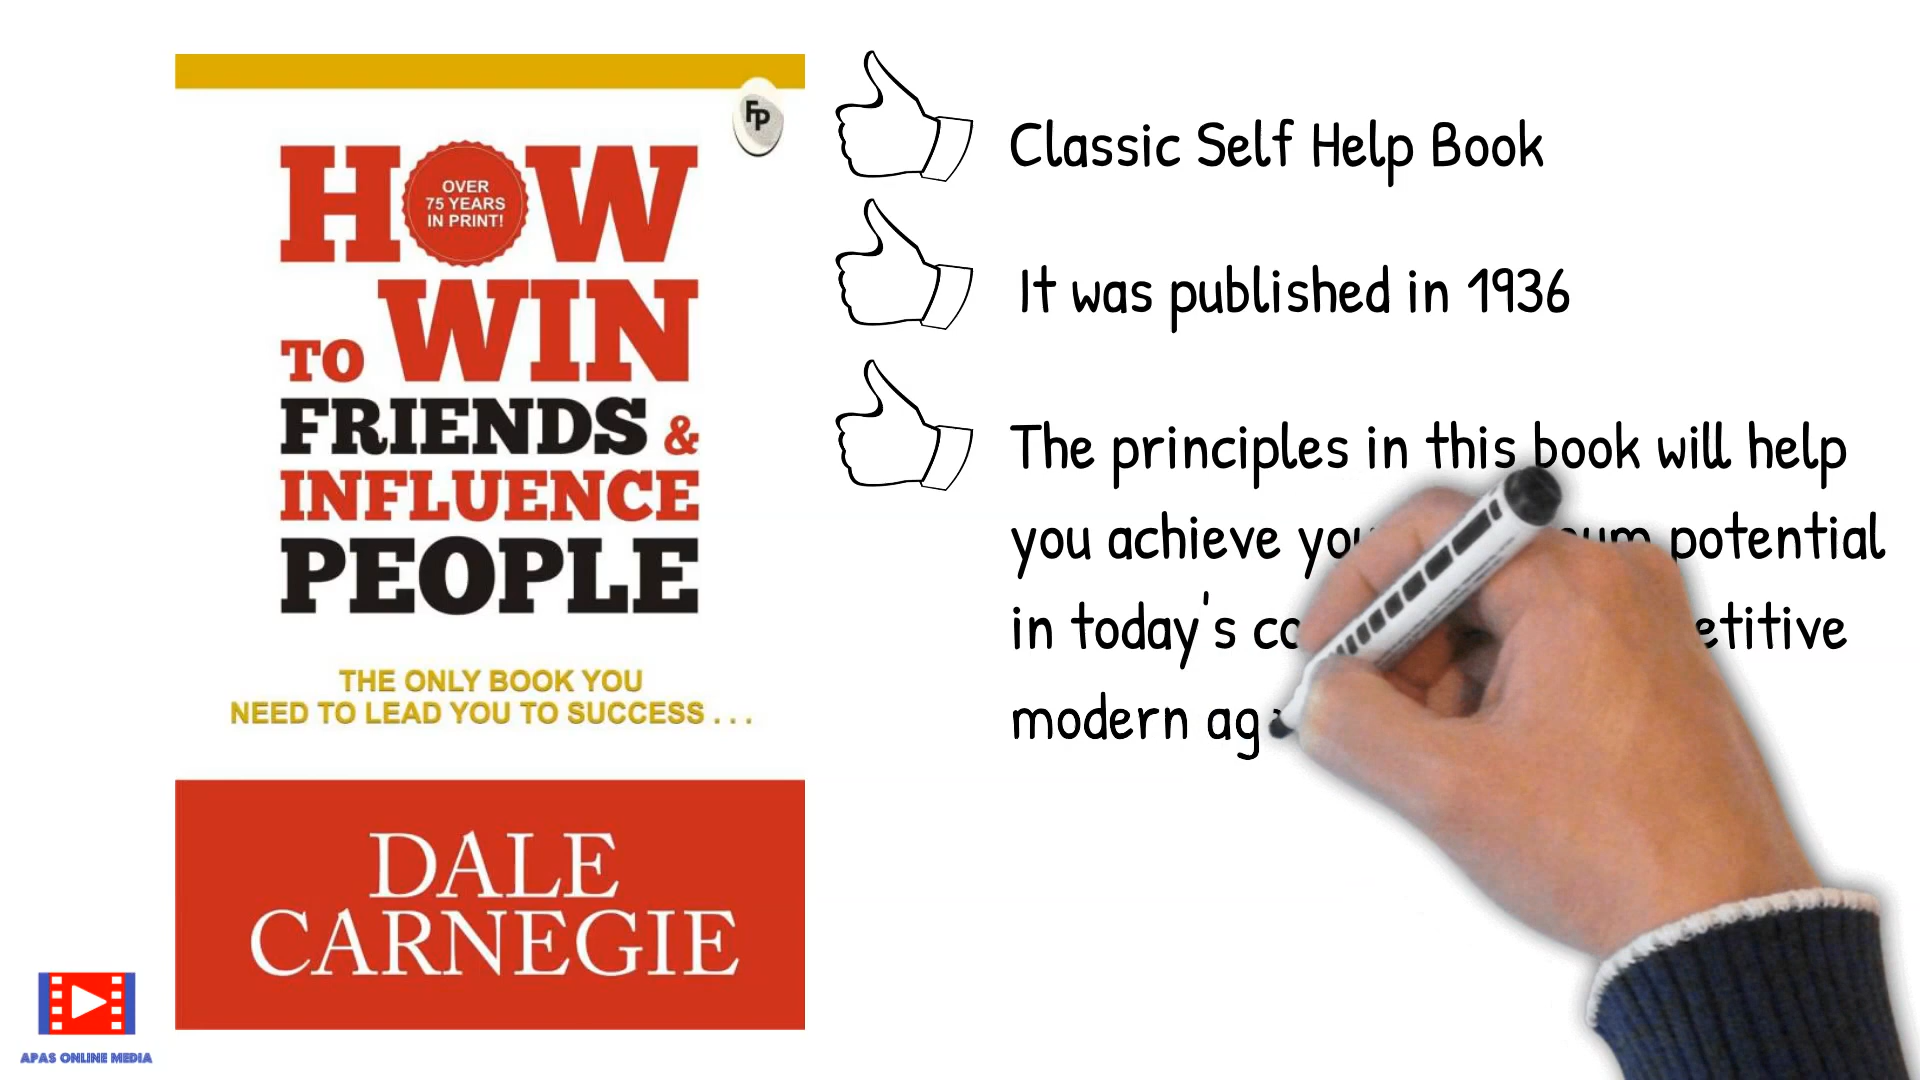 FP
HOW
OVER
75 YEARS
IN PRINT!
TO WIN
FRIENDS &
INFLUENCE
PEOPLE
THE ONLY BOOK YOU
NEED TO LEAD YOU TO SUCCESS . . .
DALE
CARNEGIE
Classic Self Help Book
It was published in 1936
The principles in this book will help
you achieve potential
in today's
modern
APAS ONLINE MEDIA